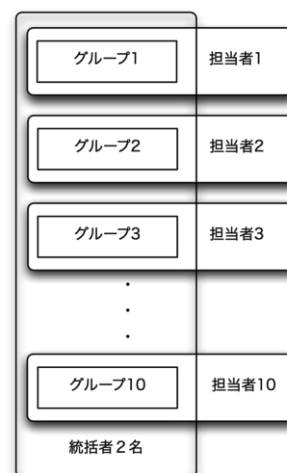 グループ1 担当者1
グループ2 担当者2
グループ3 担当者3
・
・
・
グループ10 担当者10
統括者２名